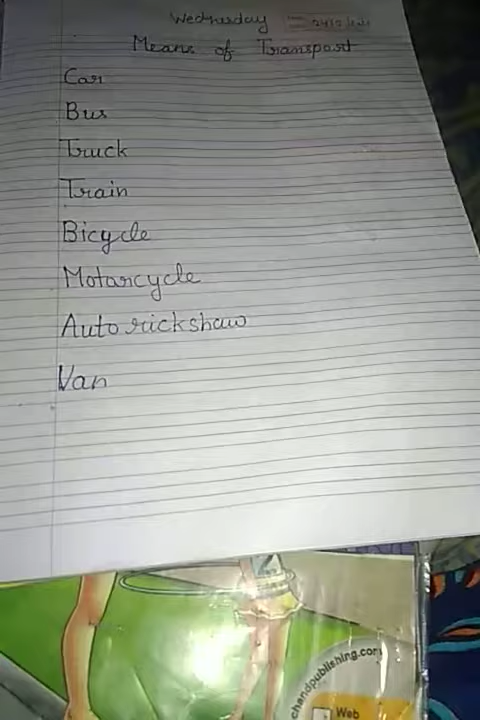 Wednesday
Means of Transport
Car
Bus
Truck
Train
Bicycle
Motarcycle
Auto rickshaw
Van
chandpublishing.com
Web